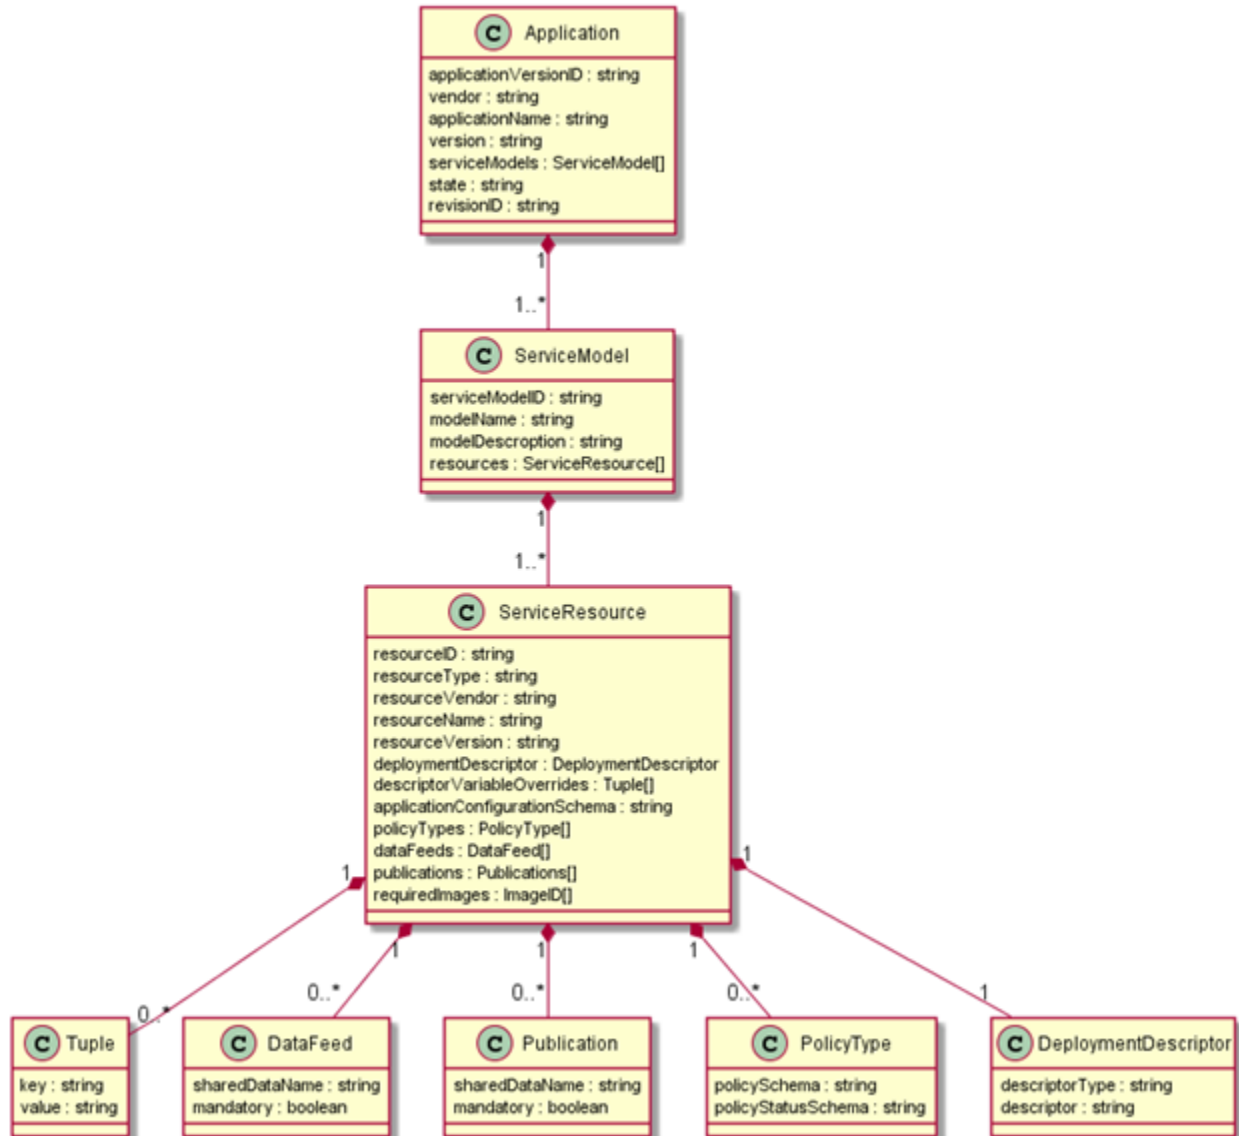 C Application
applicationVersionID : string
vendor : string
applicationName : string
version : string
serviceModels : ServiceModel[]
state : string
revisionID : string
1
1..*
C ServiceModel
serviceModelID : string
modelName : string
modelDescroption : string
resources : ServiceResource[]
1
1..*
C ServiceResource
resourceID : string
resourceType : string
resourceVendor : string
resourceName : string
resourceVersion : string
deploymentDescriptor : DeploymentDescriptor
descriptorVariableOverrides : Tuple[]
applicationConfigurationSchema : string
policyTypes : PolicyType[]
dataFeeds : DataFeed[]
publications : Publications[]
requiredImages : ImageID[]
1
1
1
1
1
0..*
0..*
0..*
0..*
1
C Tuple
key : string
value : string
C DataFeed
sharedDataName : string
mandatory : boolean
C Publication
sharedDataName : string
mandatory : boolean
C PolicyType
policySchema : string
policyStatusSchema : string
C DeploymentDescriptor
descriptorType : string
descriptor : string